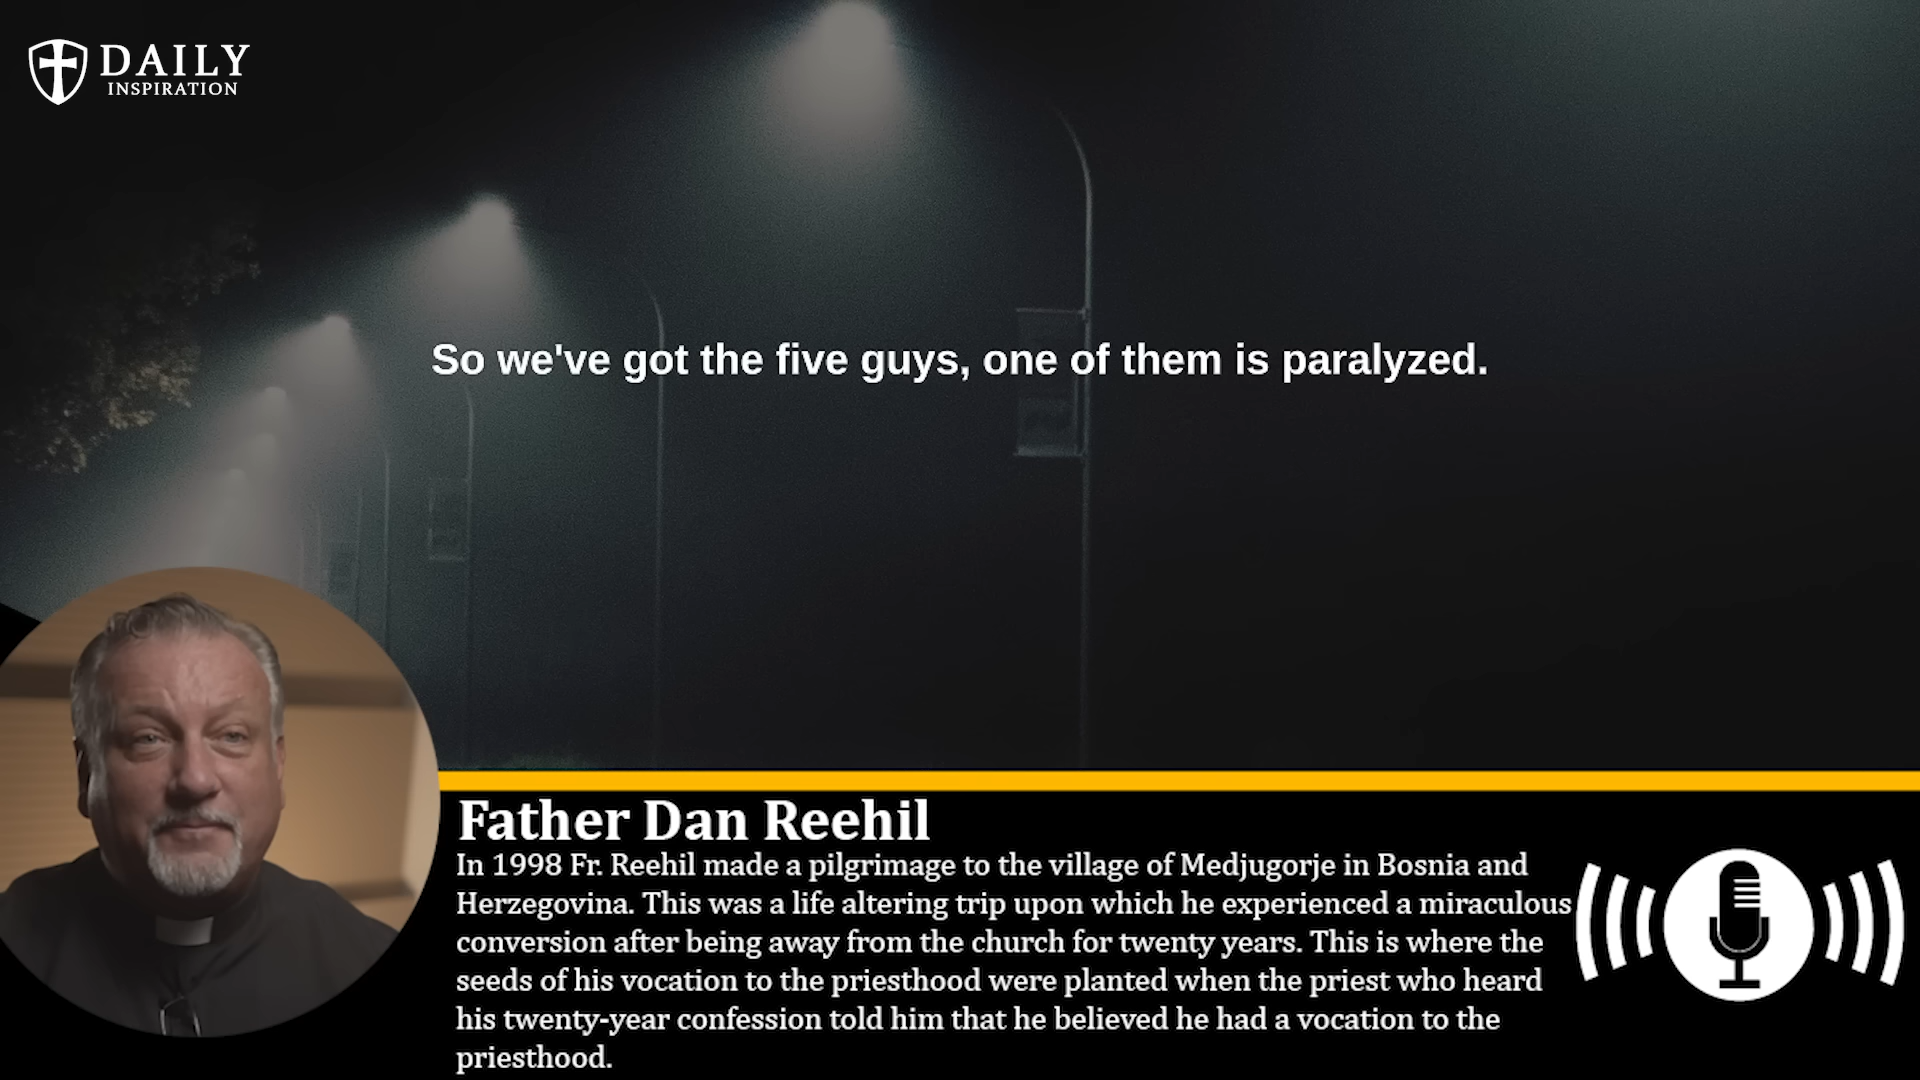 DAILY
INSPIRATION
So we've got the five guys, one of them is paralyzed.
Father Dan Reehil
In 1998 Fr. Reehil made a pilgrimage to the village of Medjugorje in Bosnia and
Herzegovina. This was a life altering trip upon which he experienced a miraculous
conversion after being away from the church for twenty years. This is where the
seeds of his vocation to the priesthood were planted when the priest who heard
his twenty-year confession told him that he believed he had a vocation to the
priesthood.